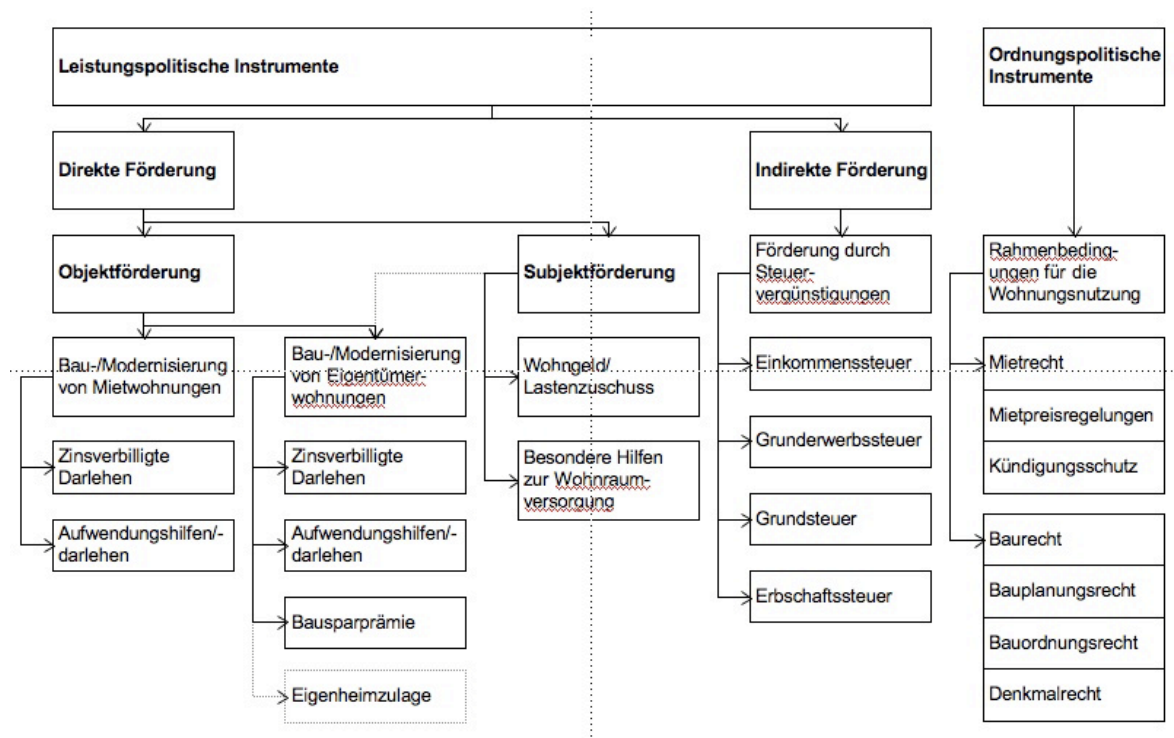 Leistungspolitische Instrumente
Ordnungspolitische
Instrumente
Direkte Förderung
Indirekte Förderung
Objektförderung
Subjektförderung
Förderung durch
Steuer-
vergünstigungen
Rahmenbeding-
ungen für die
Wohnungsnutzung
Bau-/Modernisierung
von Mietwohnungen
Bau-/Modernisierung
von Eigentümer-
wohnungen
Wohngeld/
Lastenzuschuss
Einkommenssteuer
Mietrecht
Mietpreisregelungen
Kündigungsschutz
Zinsverbilligte
Darlehen
Zinsverbilligte
Darlehen
Besondere Hilfen
zur Wohnraum-
versorgung
Grunderwerbssteuer
Aufwendungshilfen/-
darlehen
Aufwendungshilfen/-
darlehen
Grundsteuer
Baurecht
Bauplanungsrecht
Bauordnungsrecht
Denkmalrecht
Bausparprämie
Erbschaftssteuer
Eigenheimzulage